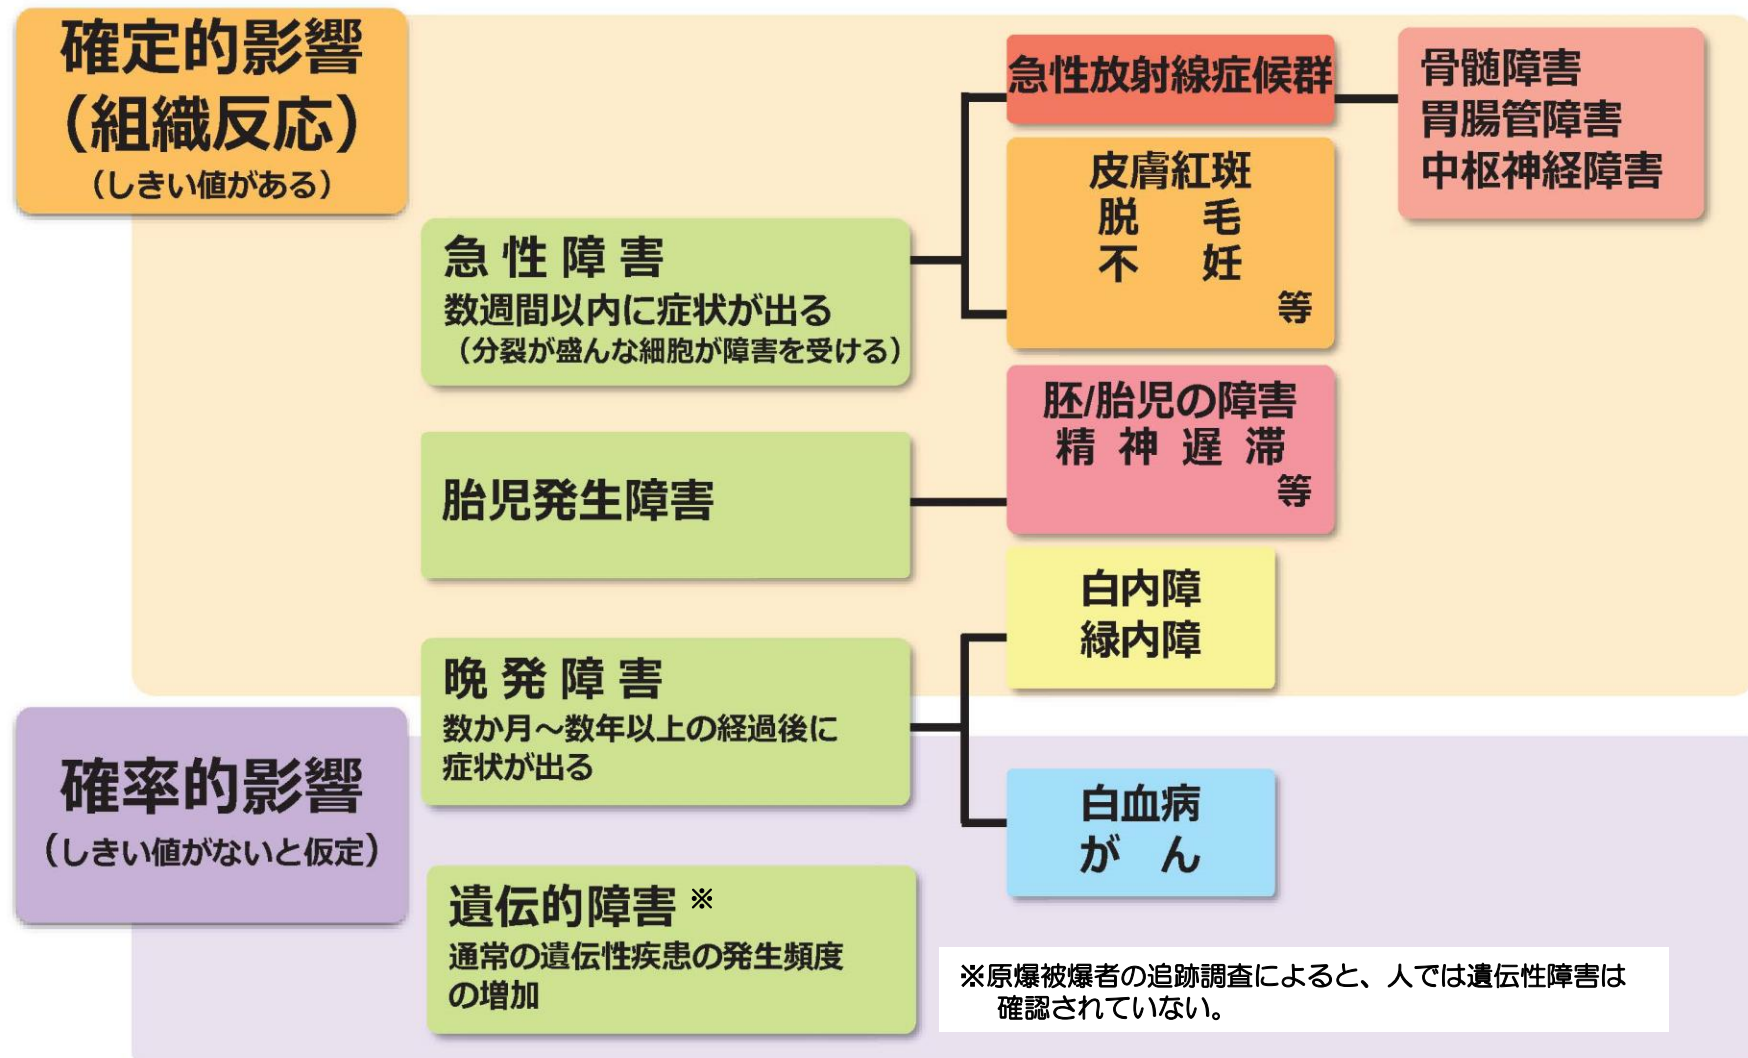 確定的影響
(組織反応)
(しきい値がある)
急性障害
数週間以内に症状が出る
(分裂が盛んな細胞が障害を受ける)
急性放射線症候群
骨髄障害
胃腸管障害
中枢神経障害
皮膚紅斑
脱 毛
不 妊
等
胎児発生障害
胚/胎児の障害
精神遅滞
等
晩発障害
数か月～数年以上の経過後に
症状が出る
白内障
緑内障
確率的影響
(しきい値がないと仮定)
白血病
が ん
遺伝的障害 ※
通常の遺伝性疾患の発生頻度
の増加
※原爆被爆者の追跡調査によると、人では遺伝性障害は
確認されていない。